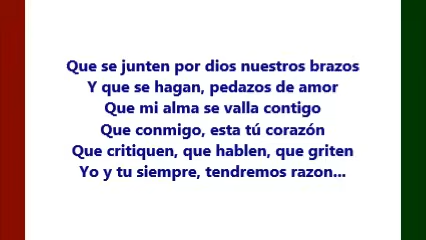 Que se junten por dios nuestros brazos
Y que se hagan, pedazos de amor
Que mi alma se valla contigo
Que conmigo, esta tú corazón
Que critiquen, que hablen, que griten
Yo y tu siempre, tendremos razon...